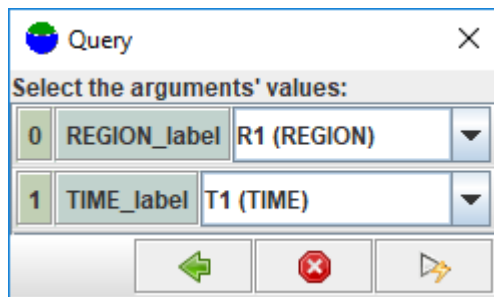 Query
Select the arguments' values:
0 REGION_label R1 (REGION)
1 TIME_label T1 (TIME)